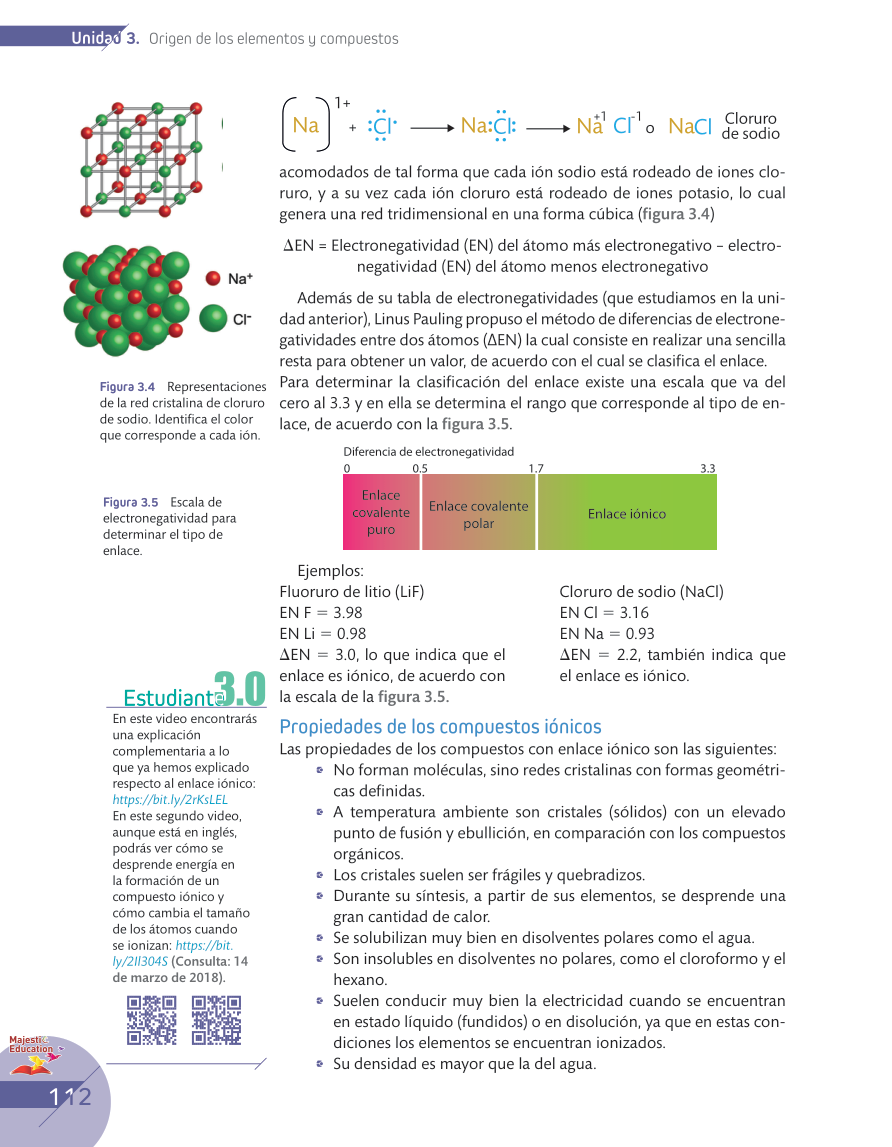 Unidad 3. Origen de los elementos y compuestos
Na 1+ + Cl Na Cl Na+1 Cl-1 o NaCl Cloruro
de sodio
acomodados de tal forma que cada ión sodio está rodeado de iones clo-
ruro, y a su vez cada ión cloruro está rodeado de iones potasio, lo cual
genera una red tridimensional en una forma cúbica (figura 3.4)
ΔEN = Electronegatividad (EN) del átomo más electronegativo – electro-
negatividad (EN) del átomo menos electronegativo
Además de su tabla de electronegatividades (que estudiamos en la uni-
dad anterior), Linus Pauling propuso el método de diferencias de electrone-
gatividades entre dos átomos (ΔEN) la cual consiste en realizar una sencilla
resta para obtener un valor, de acuerdo con el cual se clasifica el enlace.
Para determinar la clasificación del enlace existe una escala que va del
cero al 3.3 y en ella se determina el rango que corresponde al tipo de en-
lace, de acuerdo con la figura 3.5.
Na+
Cl–
Figura 3.4 Representaciones
de la red cristalina de cloruro
de sodio. Identifica el color
que corresponde a cada ión.
Diferencia de electronegatividad
0 0.5 1.7 3.3
Enlace
covalente
puro
Enlace covalente
polar
Enlace iónico
Figura 3.5 Escala de
electronegatividad para
determinar el tipo de
enlace.
Ejemplos:
Fluoruro de litio (LiF)
EN F = 3.98
EN Li = 0.98
ΔEN = 3.0, lo que indica que el
enlace es iónico, de acuerdo con
la escala de la figura 3.5.
Cloruro de sodio (NaCl)
EN Cl = 3.16
EN Na = 0.93
ΔEN = 2.2, también indica que
el enlace es iónico.
Propiedades de los compuestos iónicos
Las propiedades de los compuestos con enlace iónico son las siguientes:
No forman moléculas, sino redes cristalinas con formas geométri-
cas definidas.
A temperatura ambiente son cristales (sólidos) con un elevado
punto de fusión y ebullición, en comparación con los compuestos
orgánicos.
Los cristales suelen ser frágiles y quebradizos.
Durante su síntesis, a partir de sus elementos, se desprende una
gran cantidad de calor.
Se solubilizan muy bien en disolventes polares como el agua.
Son insolubles en disolventes no polares, como el cloroformo y el
hexano.
Suelen conducir muy bien la electricidad cuando se encuentran
en estado líquido (fundidos) o en disolución, ya que en estas con-
diciones los elementos se encuentran ionizados.
Su densidad es mayor que la del agua.
Estudiante 3.0
En este video encontrarás
una explicación
complementaria a lo
que ya hemos explicado
respecto al enlace iónico:
https://bit.ly/2rKsLEL
En este segundo video,
aunque está en inglés,
podrás ver cómo se
desprende energía en
la formación de un
compuesto iónico y
cómo cambia el tamaño
de los átomos cuando
se ionizan: https://bit.
ly/2Il304S (Consulta: 14
de marzo de 2018).
Majestic
Education
112